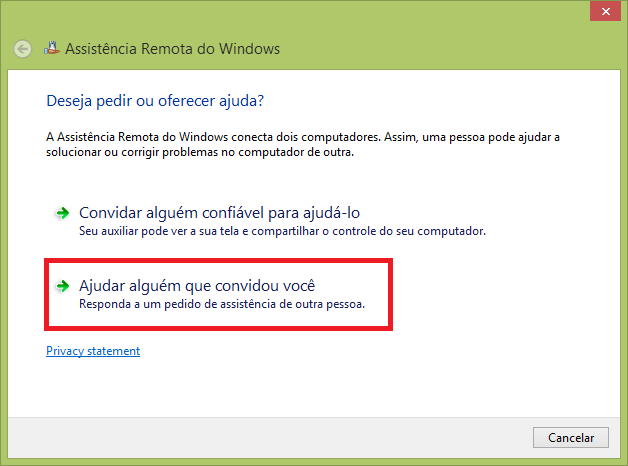 Assistência Remota do Windows
Deseja pedir ou oferecer ajuda?
A Assistência Remota do Windows conecta dois computadores. Assim, uma pessoa pode ajudar a
solucionar ou corrigir problemas no computador de outra.
Convidar alguém confiável para ajudá-lo
Seu auxiliar pode ver a sua tela e compartilhar o controle do seu computador.
Ajudar alguém que convidou você
Responda a um pedido de assistência de outra pessoa.
Privacy statement
Cancelar